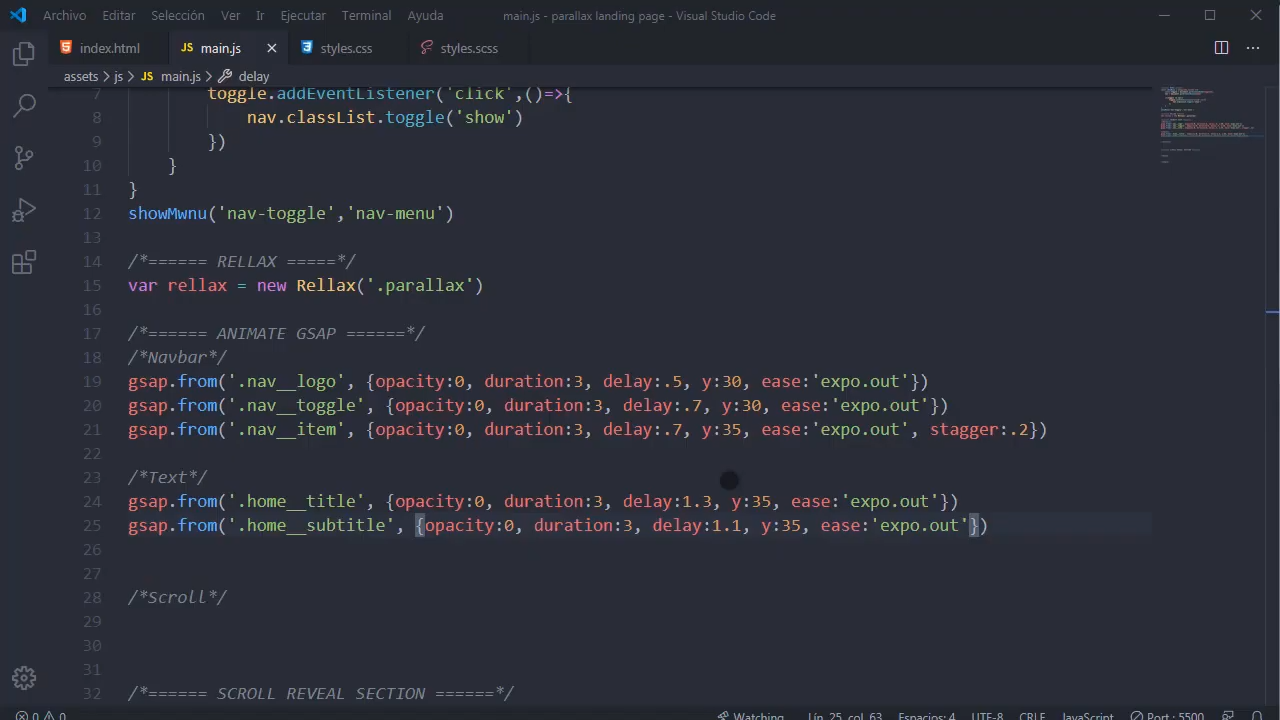 Archivo Editar Selección Ver Ir Ejecutar Terminal Ayuda main.js - parallax landing page - Visual Studio Code
index.html JS main.js styles.css styles.scss
assets > js > JS main.js > delay
7 toggle.addEventListener('click',()=>{
8 nav.classList.toggle('show')
9 })
10 }
11 }
12 showMwnu('nav-toggle','nav-menu')
13
14 /*====== RELLAX =====*/
15 var rellax = new Rellax('.parallax')
16
17 /*====== ANIMATE GSAP ======*/
18 /*Navbar*/
19 gsap.from('.nav__logo', {opacity:0, duration:3, delay:.5, y:30, ease:'expo.out'})
20 gsap.from('.nav__toggle', {opacity:0, duration:3, delay:.7, y:30, ease:'expo.out'})
21 gsap.from('.nav__item', {opacity:0, duration:3, delay:.7, y:35, ease:'expo.out', stagger:.2})
22
23 /*Text*/
24 gsap.from('.home__title', {opacity:0, duration:3, delay:1.3, y:35, ease:'expo.out'})
25 gsap.from('.home__subtitle', {opacity:0, duration:3, delay:1.1, y:35, ease:'expo.out'})
26
27
28 /*Scroll*/
29
30
31
32 /*====== SCROLL REVEAL SECTION ======*/
0 0 Watching Lín. 25, col. 63 Espacios: 4 UTF-8 CRLF JavaScript Port : 5500